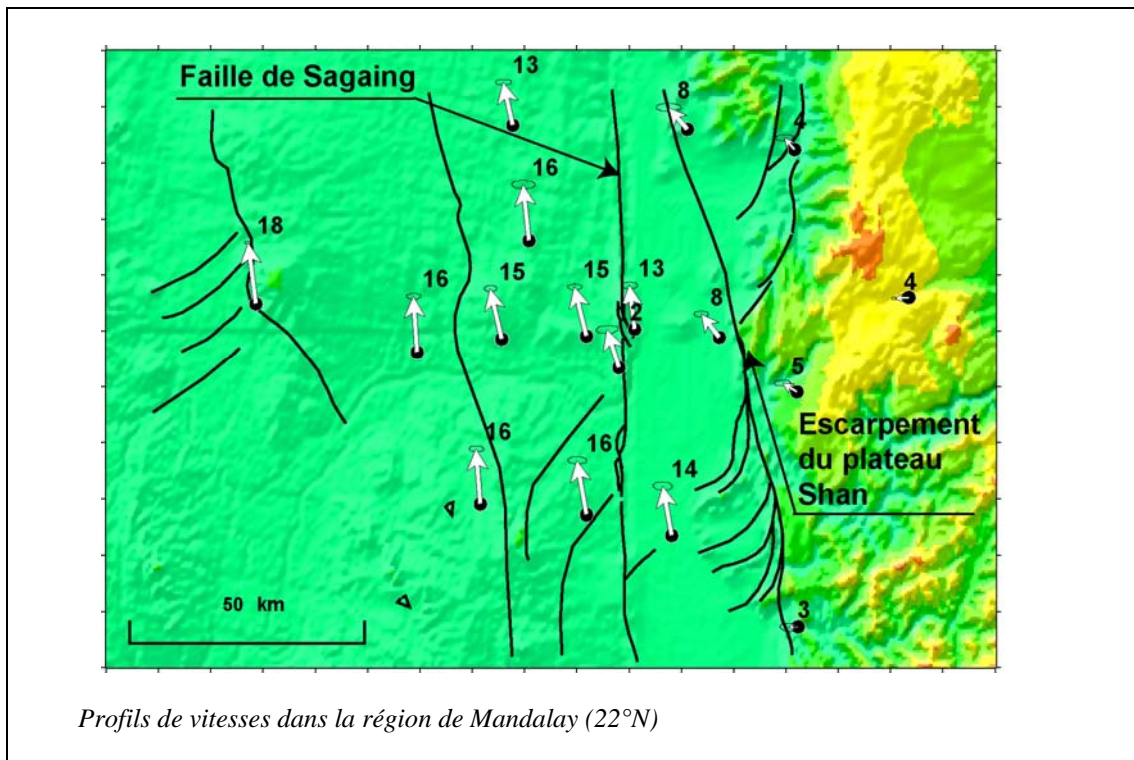 13
Faille de Sagaing
8
4
16
18
15
15
13
16
8
4
12
5
Escarpement
du plateau
Shan
16
16
14
50 km
3
Profils de vitesses dans la région de Mandalay (22°N)